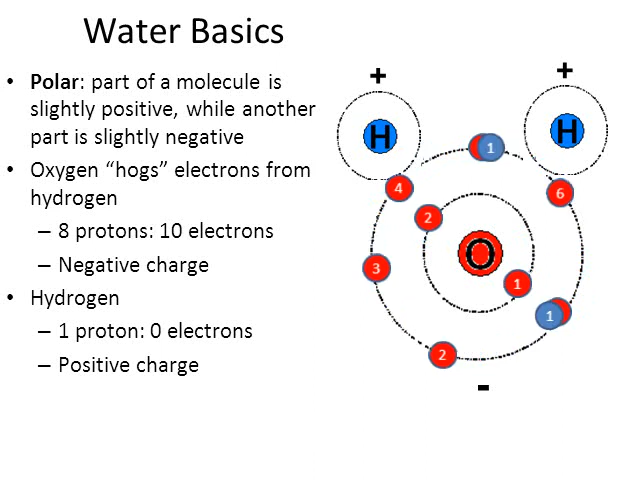 Water Basics
• Polar: part of a molecule is
slightly positive, while another
part is slightly negative
• Oxygen “hogs” electrons from
hydrogen
– 8 protons: 10 electrons
– Negative charge
• Hydrogen
– 1 proton: 0 electrons
– Positive charge
+ +
H H
1
4 6
2
O
3 1
1
2
-